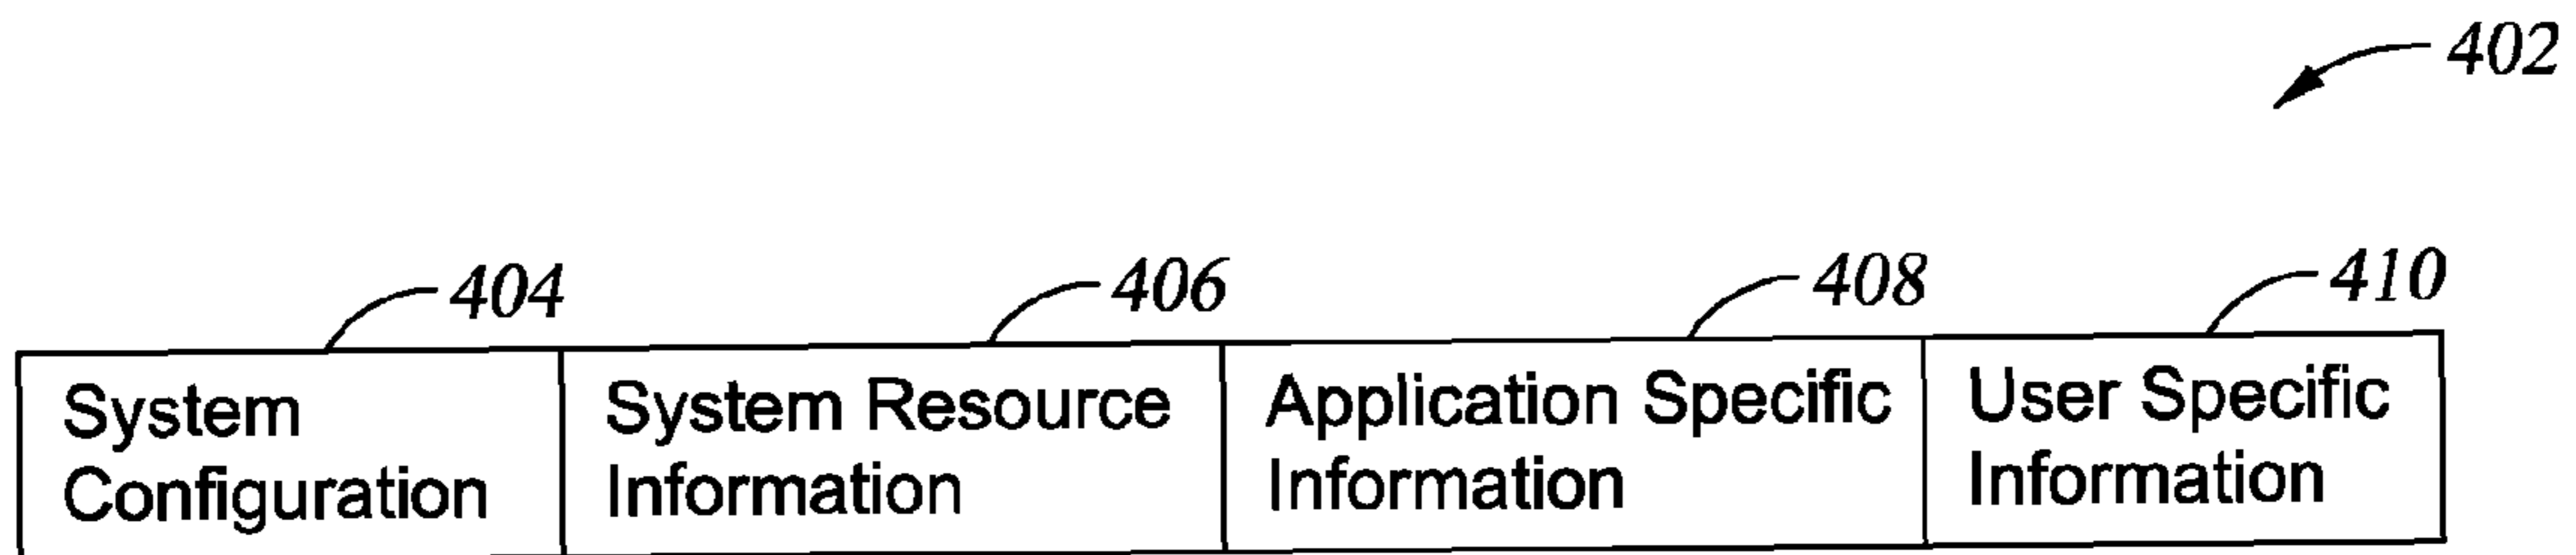 402
404
406
408
410
System
Configuration
System Resource
Information
Application Specific
Information
User Specific
Information